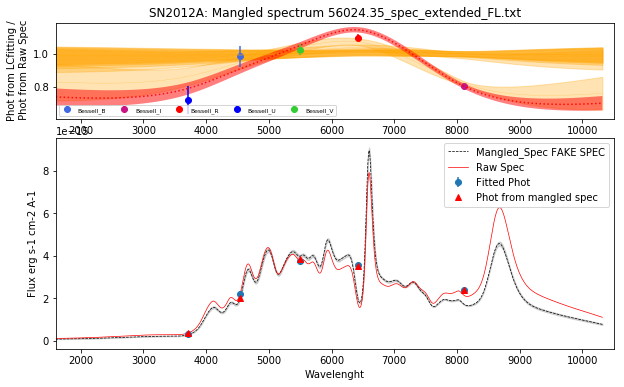 SN2012A: Mangled spectrum 56024.35_spec_extended_FL.txt
Phot from LCfitting /
Phot from Raw Spec
1.0
0.8
Bessell_B Bessell_I Bessell_R Bessell_U Bessell_V
2000 3000 4000 5000 6000 7000 8000 9000 10000
Flux erg s-1 cm-2 A-1
8
6
4
2
0
Mangled_Spec FAKE SPEC
Raw Spec
Fitted Phot
Phot from mangled spec
2000 3000 4000 5000 6000 7000 8000 9000 10000
Wavelenght